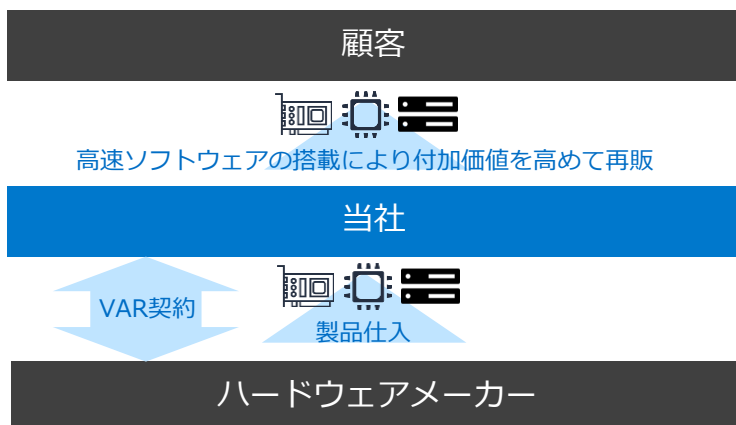 顧客
高速ソフトウェアの搭載により付加価値を高めて再販
当社
VAR契約
製品仕入
ハードウェアメーカー